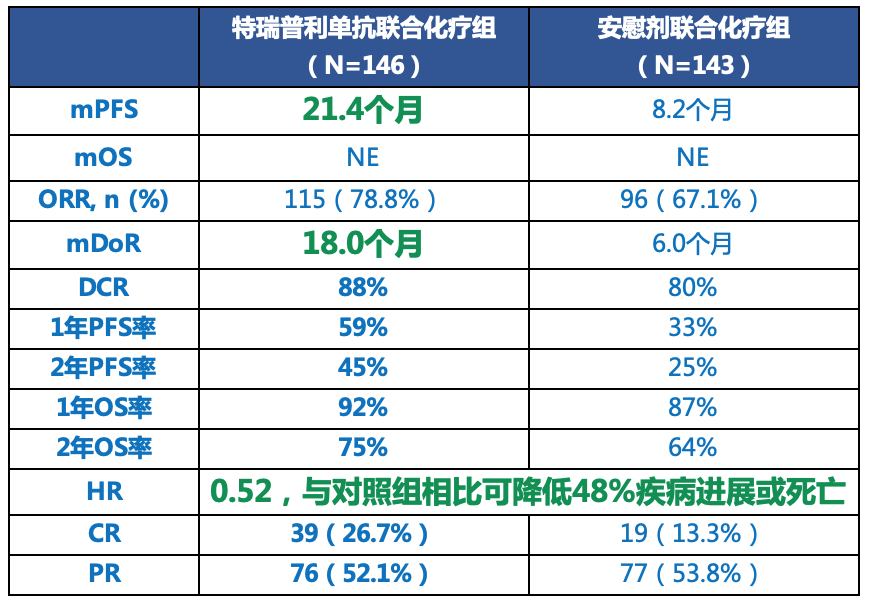 特瑞普利单抗联合化疗组 安慰剂联合化疗组
（N=146） （N=143）
mPFS 21.4个月 8.2个月
mOS NE NE
ORR, n (%) 115（78.8%） 96（67.1%）
mDoR 18.0个月 6.0个月
DCR 88% 80%
1年PFS率 59% 33%
2年PFS率 45% 25%
1年OS率 92% 87%
2年OS率 75% 64%
HR 0.52，与对照组相比可降低48%疾病进展或死亡
CR 39（26.7%） 19（13.3%）
PR 76（52.1%） 77（53.8%）